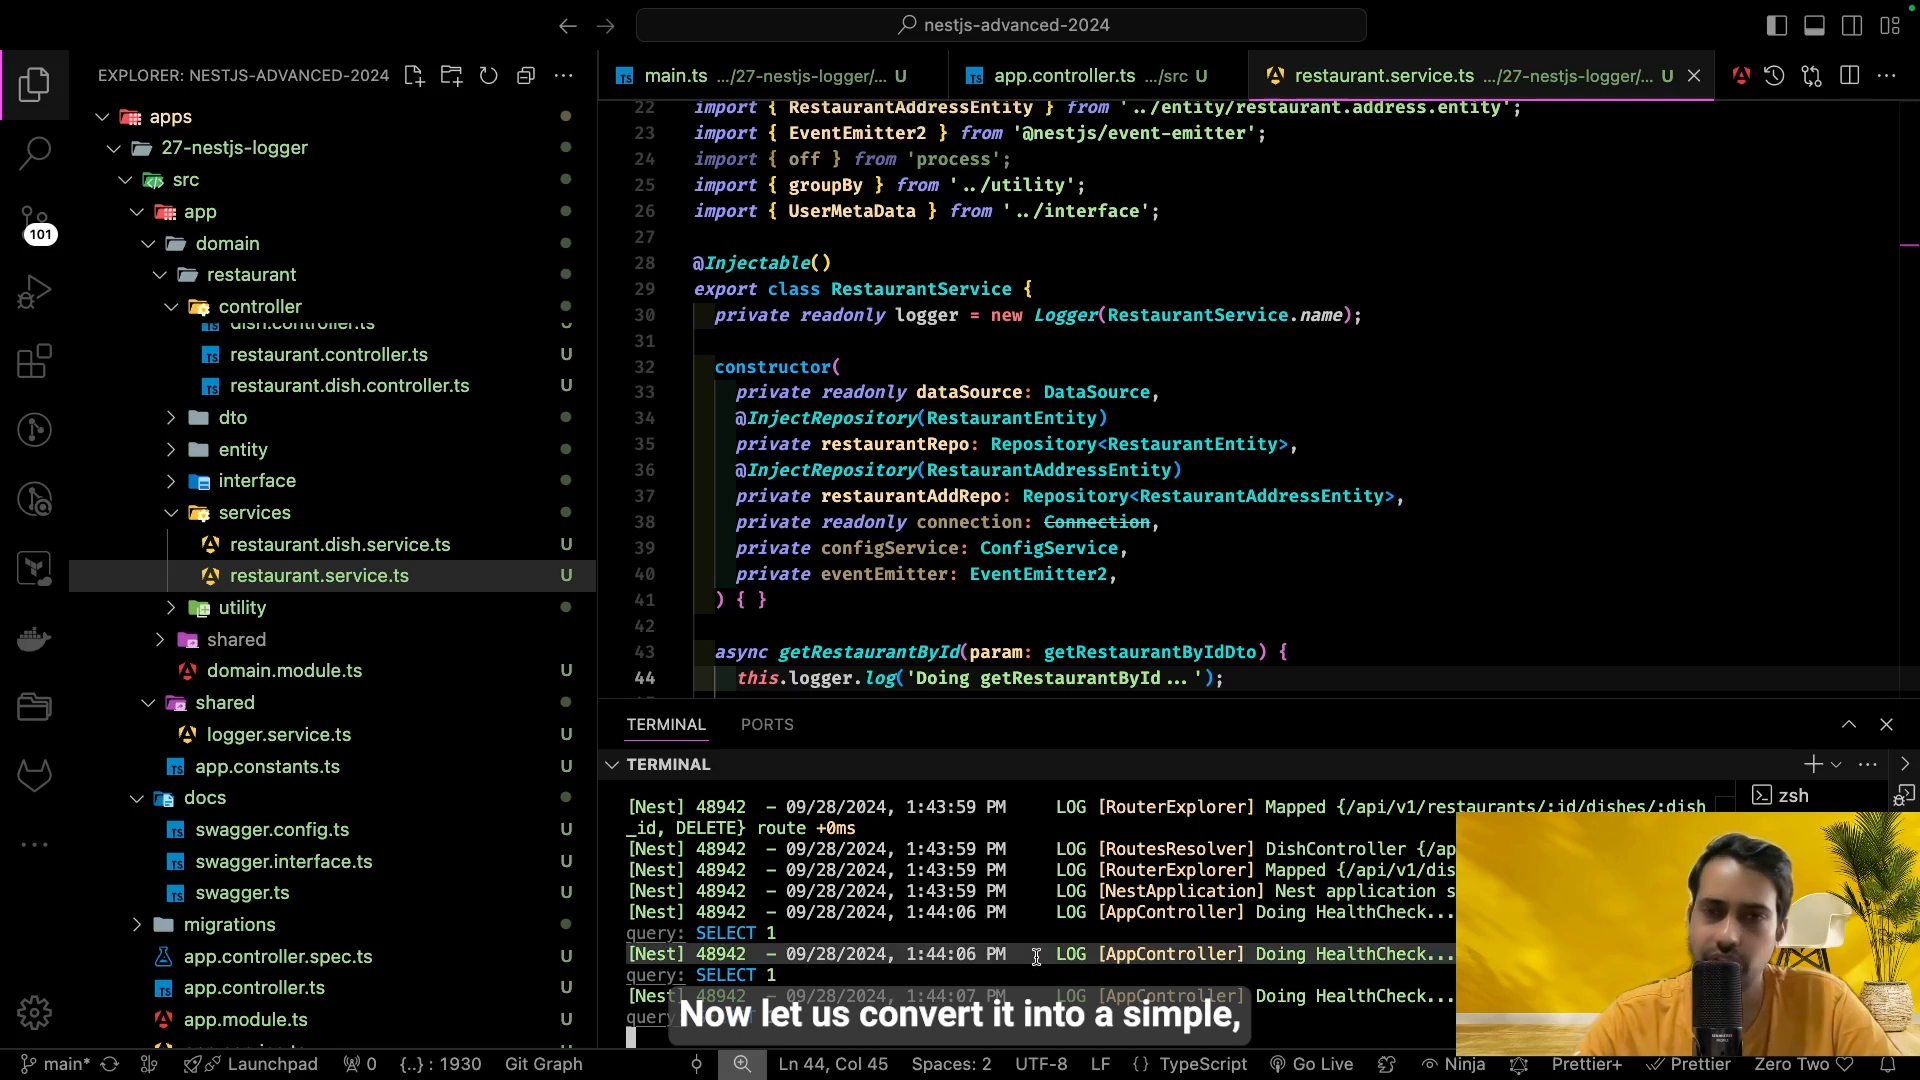 nestjs-advanced-2024
EXPLORER: NESTJS-ADVANCED-2024
apps
27-nestjs-logger
src
app
domain
restaurant
controller
dish.controller.ts U
restaurant.controller.ts U
restaurant.dish.controller.ts U
dto
entity
interface
services
restaurant.dish.service.ts U
restaurant.service.ts U
utility
shared
domain.module.ts U
shared
logger.service.ts U
app.constants.ts U
docs
swagger.config.ts U
swagger.interface.ts U
swagger.ts U
migrations
app.controller.spec.ts U
app.controller.ts U
app.module.ts U
101
main.ts .../27-nestjs-logger/... U
app.controller.ts .../src U
restaurant.service.ts .../27-nestjs-logger/... U
22 import { RestaurantAddressEntity } from '../entity/restaurant.address.entity';
23 import { EventEmitter2 } from '@nestjs/event-emitter';
24 import { off } from 'process';
25 import { groupBy } from '../utility';
26 import { UserMetaData } from '../interface';
27
28 @Injectable()
29 export class RestaurantService {
30 private readonly logger = new Logger(RestaurantService.name);
31
32 constructor(
33 private readonly dataSource: DataSource,
34 @InjectRepository(RestaurantEntity)
35 private restaurantRepo: Repository<RestaurantEntity>,
36 @InjectRepository(RestaurantAddressEntity)
37 private restaurantAddRepo: Repository<RestaurantAddressEntity>,
38 private readonly connection: Connection,
39 private configService: ConfigService,
40 private eventEmitter: EventEmitter2,
41 ) { }
42
43 async getRestaurantById(param: getRestaurantByIdDto) {
44 this.logger.log('Doing getRestaurantById...');
TERMINAL PORTS
TERMINAL
zsh
[Nest] 48942 - 09/28/2024, 1:43:59 PM LOG [RouterExplorer] Mapped {/api/v1/restaurants/:id/dishes/:dish
_id, DELETE} route +0ms
[Nest] 48942 - 09/28/2024, 1:43:59 PM LOG [RoutesResolver] DishController {/ap
[Nest] 48942 - 09/28/2024, 1:43:59 PM LOG [RouterExplorer] Mapped {/api/v1/dis
[Nest] 48942 - 09/28/2024, 1:43:59 PM LOG [NestApplication] Nest application s
[Nest] 48942 - 09/28/2024, 1:44:06 PM LOG [AppController] Doing HealthCheck...
query: SELECT 1
[Nest] 48942 - 09/28/2024, 1:44:06 PM LOG [AppController] Doing HealthCheck...
query: SELECT 1
[Nest] 48942 - 09/28/2024, 1:44:07 PM LOG [AppController] Doing HealthCheck...
query
Now let us convert it into a simple,
main* Launchpad 0 {..} : 1930 Git Graph Ln 44, Col 45 Spaces: 2 UTF-8 LF {} TypeScript Go Live Ninja Prettier+ Prettier Zero Two